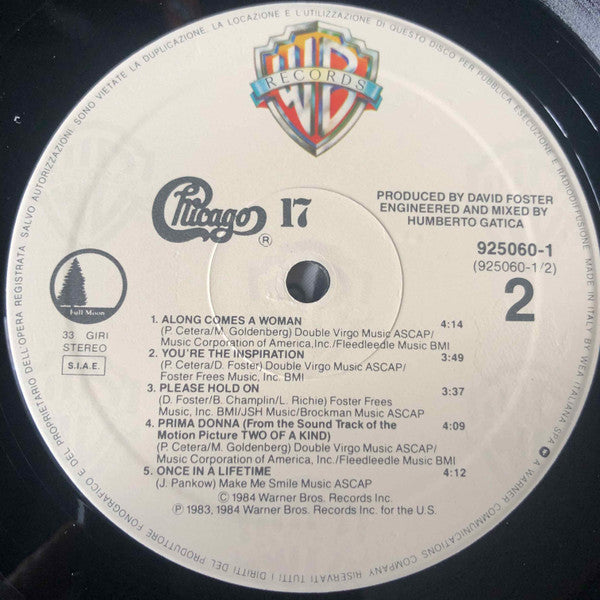 SONO VIETATE LA DUPLICAZIONE, LA LOCAZIONE E L'UTILIZZAZIONE DI QUESTO DISCO PER PUBBLICA ESECUZIONE E RADIODIFFUSIONE
WB
RECORDS
Chicago 17
®
PRODUCED BY DAVID FOSTER
ENGINEERED AND MIXED BY
HUMBERTO GATICA
925060-1
(925060-1/2)
2
Full Moon
33 GIRI
STEREO
S.I.A.E.
1. ALONG COMES A WOMAN 4:14
(P. Cetera/M. Goldenberg) Double Virgo Music ASCAP/
Music Corporation of America,Inc./Fleedleedle Music BMI
2. YOU'RE THE INSPIRATION 3:49
(P. Cetera/D. Foster) Double Virgo Music ASCAP/
Foster Frees Music, Inc. BMI
3. PLEASE HOLD ON 3:37
(D. Foster/B. Champlin/L. Richie) Foster Frees
Music, Inc. BMI/JSH Music/Brockman Music ASCAP
4. PRIMA DONNA (From the Sound Track of the 4:09
Motion Picture TWO OF A KIND)
(P. Cetera/M. Goldenberg) Double Virgo Music ASCAP/
Music Corporation of America, Inc./Fleedleedle Music BMI
5. ONCE IN A LIFETIME 4:12
(J. Pankow) Make Me Smile Music ASCAP
© 1984 Warner Bros. Records Inc.
℗ 1983, 1984 Warner Bros. Records Inc. for the U.S.
MADE IN ITALY BY WEA ITALIANA SPA A WARNER COMMUNICATIONS COMPANY
RISERVATI TUTTI I DIRITTI DEL PRODUTTORE FONOGRAFICO E DEL PROPRIETARIO DELL'OPERA REGISTRATA SALVO AUTORIZZAZIONI